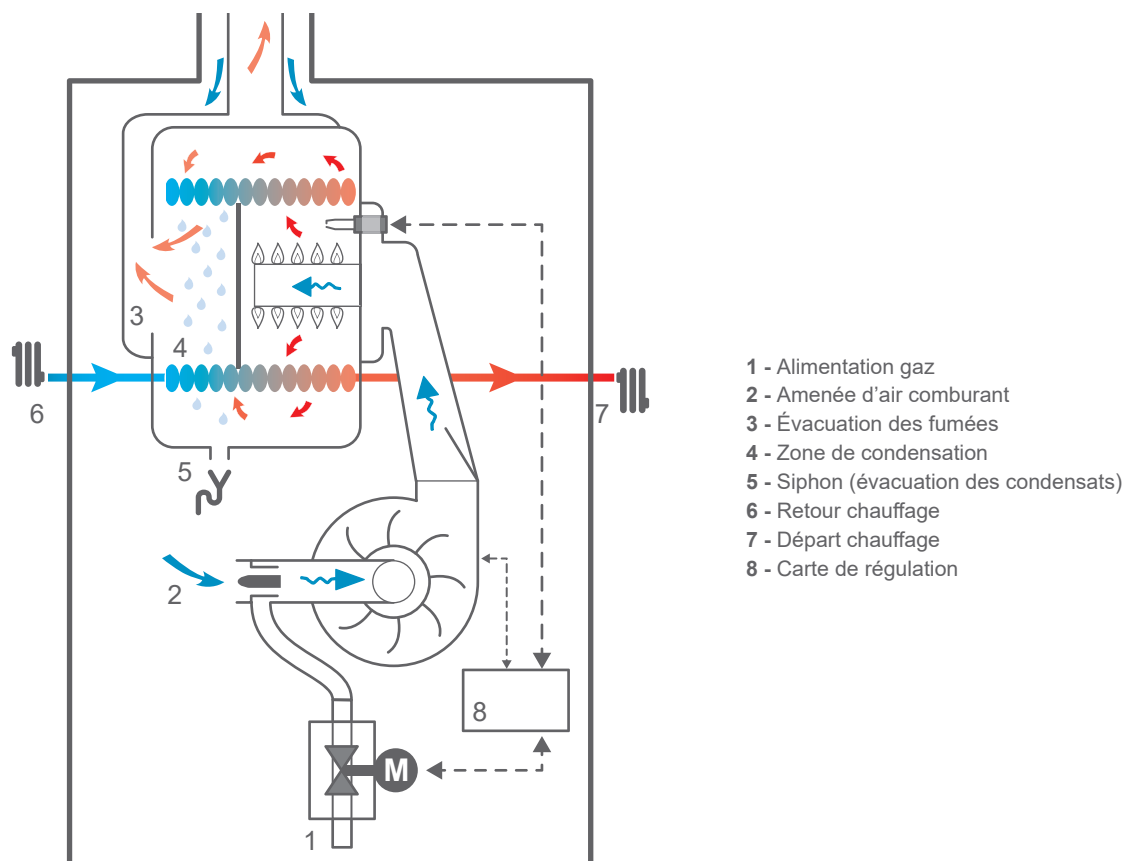 3
4
6
7
5
2
8
M
1
1 - Alimentation gaz
2 - Amenée d'air comburant
3 - Évacuation des fumées
4 - Zone de condensation
5 - Siphon (évacuation des condensats)
6 - Retour chauffage
7 - Départ chauffage
8 - Carte de régulation